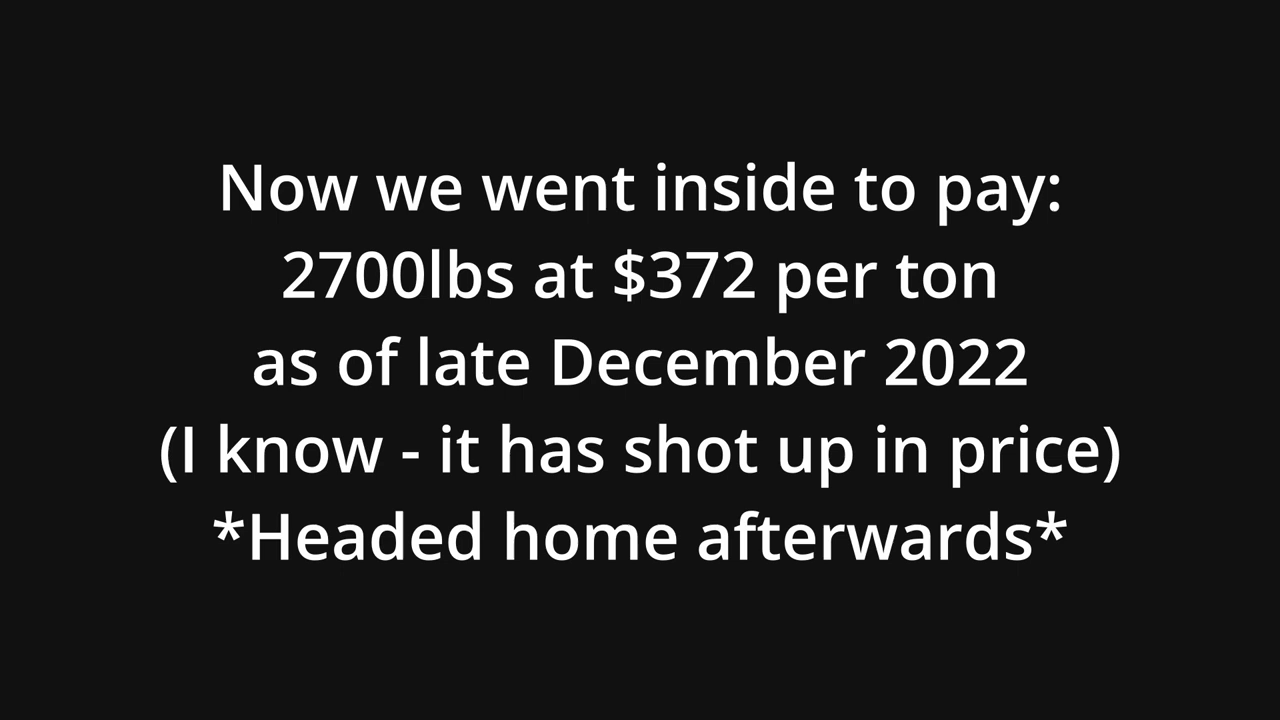 Now we went inside to pay:
2700lbs at $372 per ton
as of late December 2022
(I know - it has shot up in price)
*Headed home afterwards*